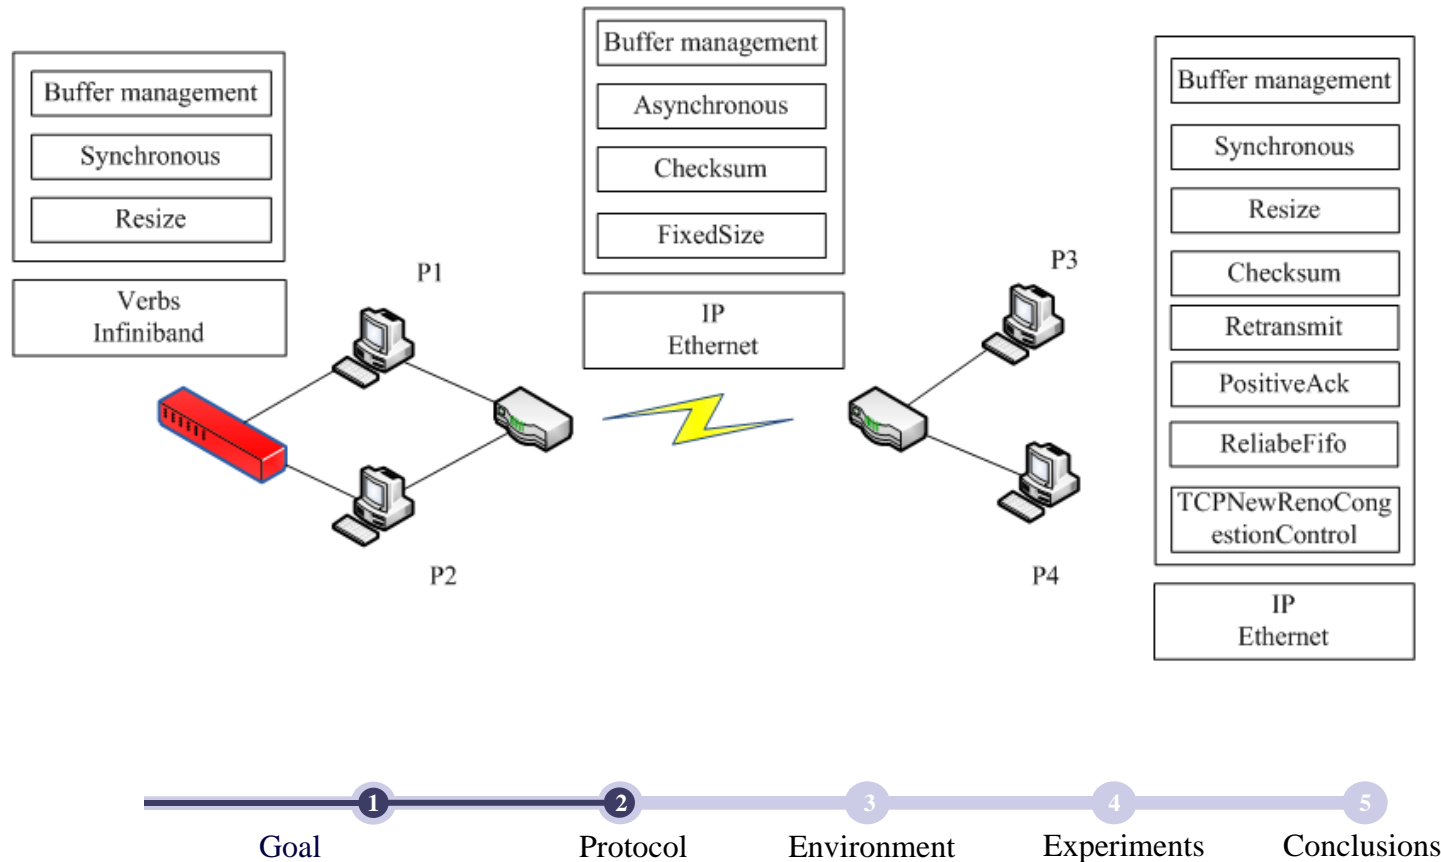 Buffer management
Synchronous
Resize
Verbs
Infiniband
P1
P2
Buffer management
Asynchronous
Checksum
FixedSize
IP
Ethernet
P3
P4
Buffer management
Synchronous
Resize
Checksum
Retransmit
PositiveAck
ReliabeFifo
TCPNewRenoCong
estionControl
IP
Ethernet
1
2
3
4
5
Goal
Protocol
Environment
Experiments
Conclusions